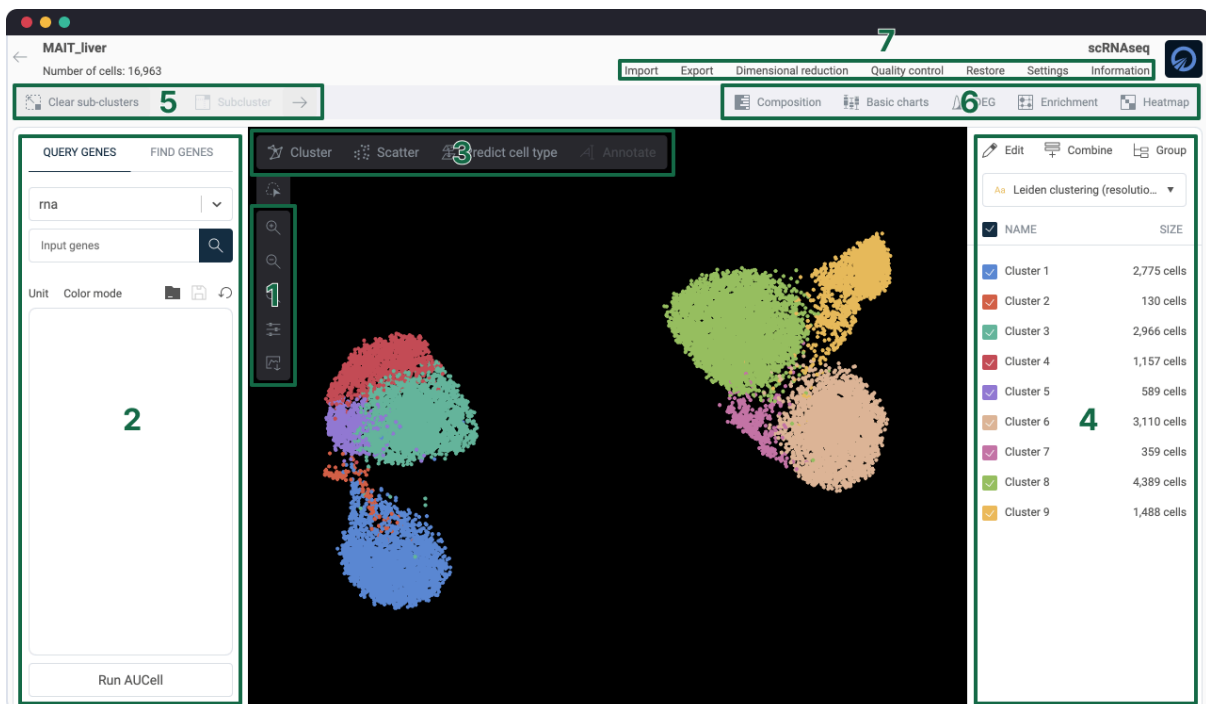 MAIT_liver
Number of cells: 16,963
7
scRNAseq
Import Export Dimensional reduction Quality control Restore Settings Information
Clear sub-clusters 5 Subcluster
Composition Basic charts 6 EG Enrichment Heatmap
QUERY GENES FIND GENES
rna
Input genes
Unit Color mode
2
Run AUCell
Cluster Scatter 3 redict cell type Annotate
1
Edit Combine Group
Aa Leiden clustering (resolutio...
NAME SIZE
Cluster 1 2,775 cells
Cluster 2 130 cells
Cluster 3 2,966 cells
Cluster 4 1,157 cells
Cluster 5 589 cells
Cluster 6 3,110 cells
4
Cluster 7 359 cells
Cluster 8 4,389 cells
Cluster 9 1,488 cells